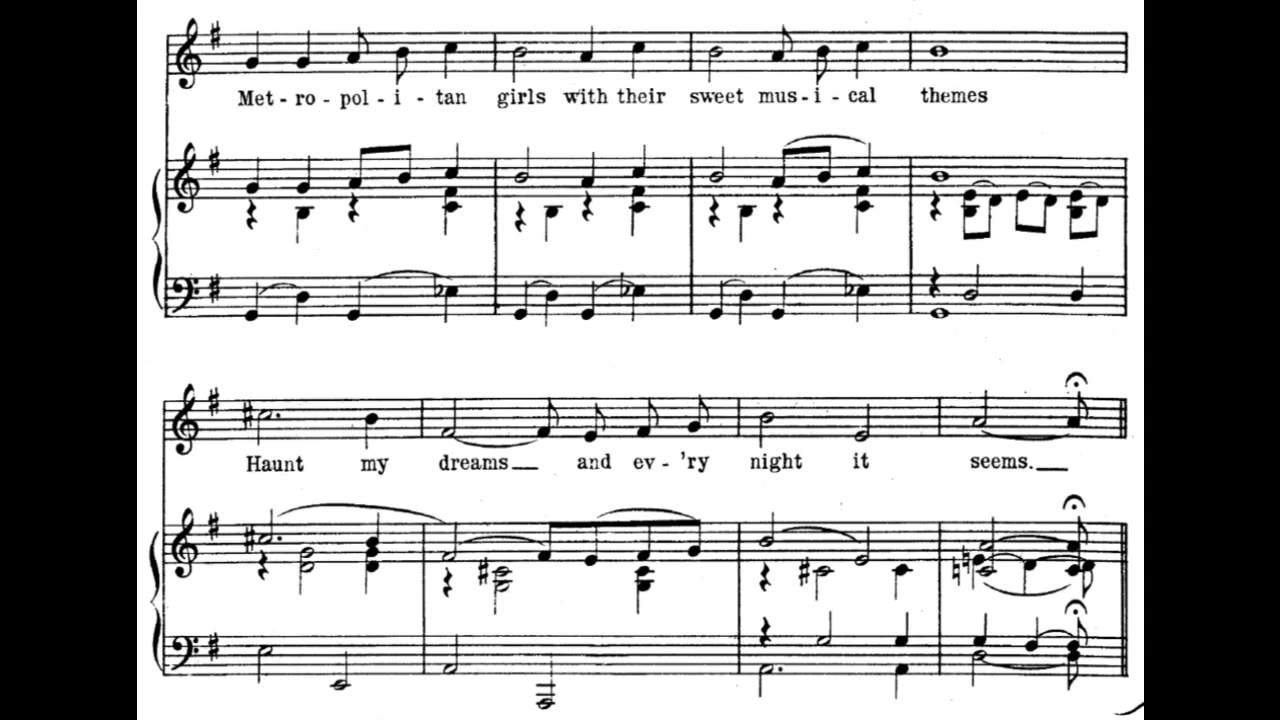 Met - ro - pol - i - tan girls with their sweet mus - i - cal themes
Haunt my dreams and ev - 'ry night it seems.